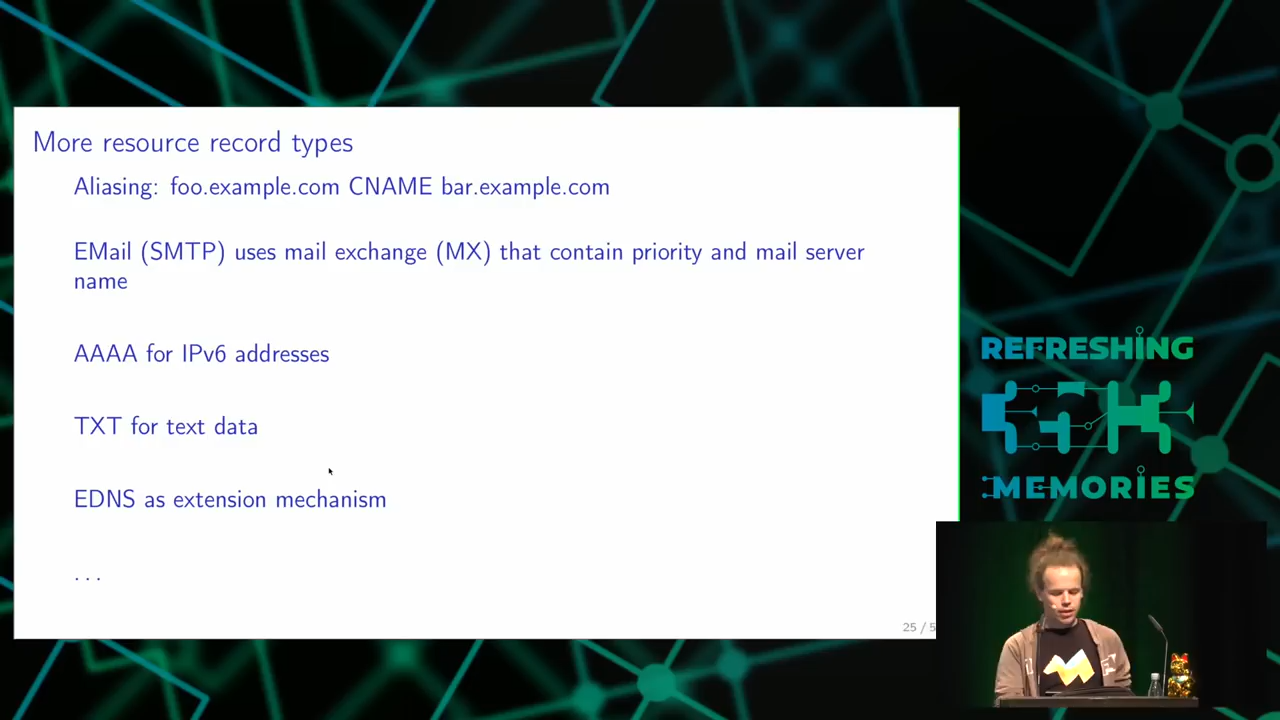 More resource record types
Aliasing: foo.example.com CNAME bar.example.com
EMail (SMTP) uses mail exchange (MX) that contain priority and mail server
name
AAAA for IPv6 addresses
TXT for text data
EDNS as extension mechanism
. . .
25 / 5
REFRESHING
MEMORIES